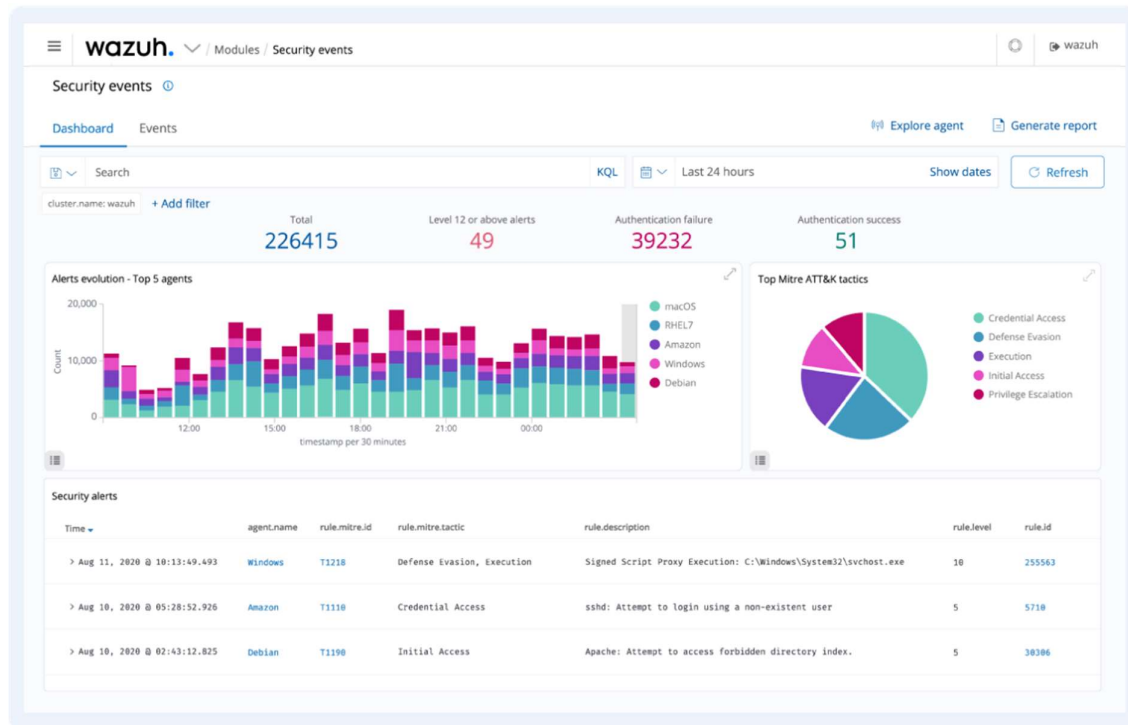 wazuh. / Modules / Security events
wazuh
Security events
Dashboard Events
Explore agent Generate report
Search KQL Last 24 hours Show dates Refresh
cluster.name: wazuh + Add filter
Total Level 12 or above alerts Authentication failure Authentication success
226415 49 39232 51
Alerts evolution - Top 5 agents
20,000
10,000
0
Count
12:00 15:00 18:00 21:00 00:00
timestamp per 30 minutes
macOS
RHEL7
Amazon
Windows
Debian
Top Mitre ATT&K tactics
Credential Access
Defense Evasion
Execution
Initial Access
Privilege Escalation
Security alerts
Time agent.name rule.mitre.id rule.mitre.tactic rule.description rule.level rule.id
> Aug 11, 2020 @ 10:13:49.493 Windows T1218 Defense Evasion, Execution Signed Script Proxy Execution: C:\Windows\System32\svchost.exe 10 255563
> Aug 10, 2020 @ 05:28:52.926 Amazon T1110 Credential Access sshd: Attempt to login using a non-existent user 5 5710
> Aug 10, 2020 @ 02:43:12.825 Debian T1190 Initial Access Apache: Attempt to access forbidden directory index. 5 30306